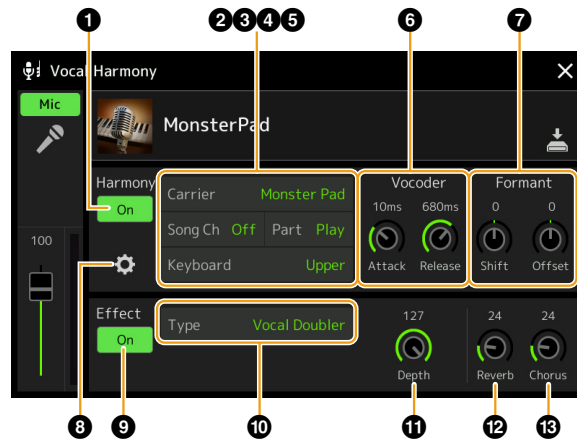 1 2 3 4 5 6 7
Vocal Harmony
Mic
MonsterPad
Harmony
On
Carrier Monster Pad
Song Ch Off Part Play
Keyboard Upper
Vocoder
10ms 680ms
Attack Release
Formant
0 0
Shift Offset
100
Effect
On
Type Vocal Doubler
127 24 24
Depth Reverb Chorus
8 9 10 11 12 13